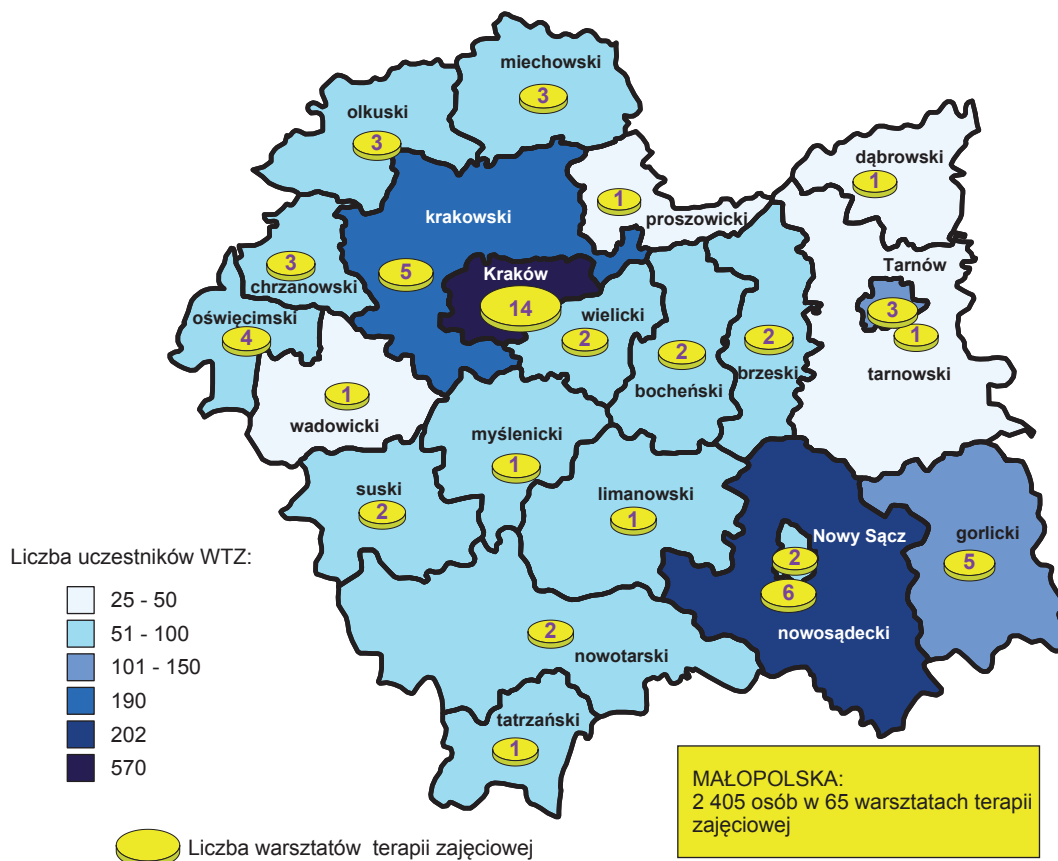 miechowski
3
olkuski
3
dąbrowski
1
1
proszowicki
krakowski
5
Kraków
14
3
chrzanowski
oświęcimski
4
wielicki
2
2
bocheński
2
brzeski
Tarnów
3
1
tarnowski
1
wadowicki
myślenicki
1
suski
2
limanowski
1
Nowy Sącz
2
6
nowosądecki
gorlicki
5
2
nowotarski
tatrzański
1
Liczba uczestników WTZ:
25 - 50
51 - 100
101 - 150
190
202
570
Liczba warsztatów terapii zajęciowej
MAŁOPOLSKA:
2 405 osób w 65 warsztatach terapii
zajęciowej